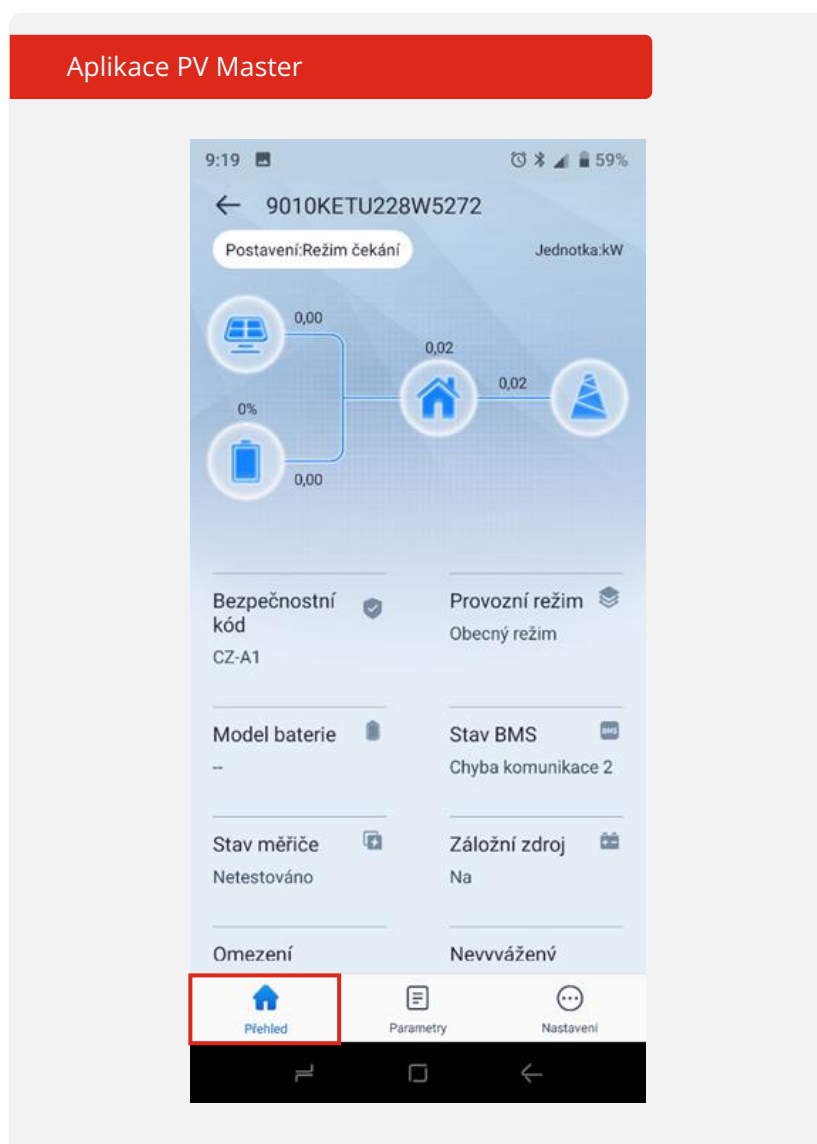 Aplikace PV Master
9:19 59%
9010KETU228W5272
Postavení:Režim čekání Jednotka:kW
0,00
0,02
0,02
0%
0,00
Bezpečnostní
kód
CZ-A1
Provozní režim
Obecný režim
Model baterie
--
Stav BMS
BMS
Chyba komunikace 2
Stav měřiče
Netestováno
Záložní zdroj
Na
Omezení Nevyvážený
Přehled Parametry Nastavení